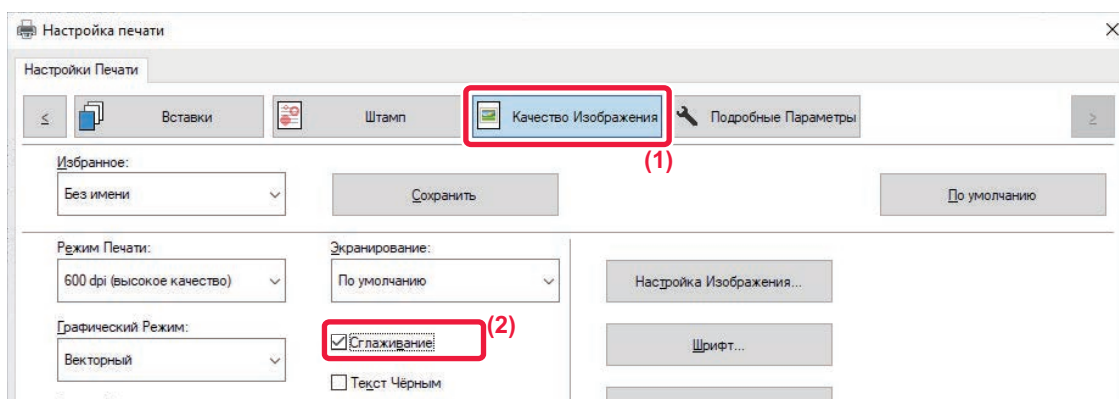 Настройка печати
Настройки Печати
< Вставки Штамп Качество Изображения Подробные Параметры >
(1)
Избранное:
Без имени Сохранить По умолчанию
Режим Печати: Экранирование:
600 dpi (высокое качество) По умолчанию Настройка Изображения...
Графический Режим: (2)
Сглаживание
Векторный Шрифт...
Текст Чёрным